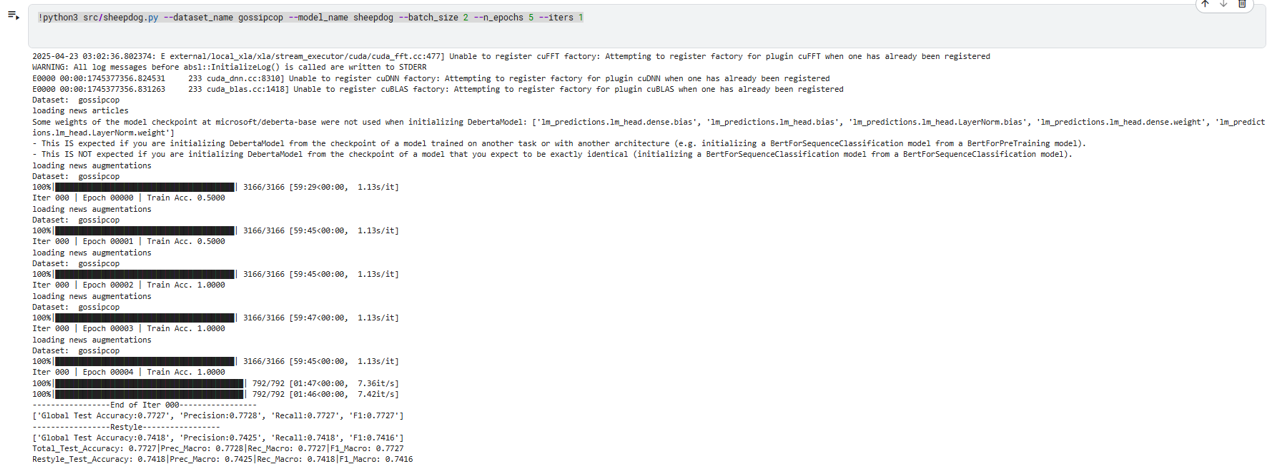 !python3 src/sheepdog.py --dataset_name gossipcop --model_name sheepdog --batch_size 2 --n_epochs 5 --iters 1
2025-04-23 03:02:36.802374: E external/local_xla/xla/stream_executor/cuda/cuda_fft.cc:477] Unable to register cuFFT factory: Attempting to register factory for plugin cuFFT when one has already been registered
WARNING: All log messages before absl::InitializeLog() is called are written to STDERR
E0000 00:00:1745377356.824531     233 cuda_dnn.cc:8310] Unable to register cuDNN factory: Attempting to register factory for plugin cuDNN when one has already been registered
E0000 00:00:1745377356.831263     233 cuda_blas.cc:1418] Unable to register cuBLAS factory: Attempting to register factory for plugin cuBLAS when one has already been registered
Dataset:  gossipcop
loading news articles
Some weights of the model checkpoint at microsoft/deberta-base were not used when initializing DebertaModel: ['lm_predictions.lm_head.dense.bias', 'lm_predictions.lm_head.bias', 'lm_predictions.lm_head.LayerNorm.bias', 'lm_predictions.lm_head.dense.weight', 'lm_predict
ions.lm_head.LayerNorm.weight']
- This IS expected if you are initializing DebertaModel from the checkpoint of a model trained on another task or with another architecture (e.g. initializing a BertForSequenceClassification model from a BertForPreTraining model).
- This IS NOT expected if you are initializing DebertaModel from the checkpoint of a model that you expect to be exactly identical (initializing a BertForSequenceClassification model from a BertForSequenceClassification model).
loading news augmentations
Dataset:  gossipcop
100%| | 3166/3166 [59:29<00:00,  1.13s/it]
Iter 000 | Epoch 00000 | Train Acc. 0.5000
loading news augmentations
Dataset:  gossipcop
100%| | 3166/3166 [59:45<00:00,  1.13s/it]
Iter 000 | Epoch 00001 | Train Acc. 0.5000
loading news augmentations
Dataset:  gossipcop
100%| | 3166/3166 [59:45<00:00,  1.13s/it]
Iter 000 | Epoch 00002 | Train Acc. 1.0000
loading news augmentations
Dataset:  gossipcop
100%| | 3166/3166 [59:47<00:00,  1.13s/it]
Iter 000 | Epoch 00003 | Train Acc. 1.0000
loading news augmentations
Dataset:  gossipcop
100%| | 3166/3166 [59:45<00:00,  1.13s/it]
Iter 000 | Epoch 00004 | Train Acc. 1.0000
100%| | 792/792 [01:47<00:00,  7.36it/s]
100%| | 792/792 [01:46<00:00,  7.42it/s]
-----------------End of Iter 000-----------------
['Global Test Accuracy:0.7727', 'Precision:0.7728', 'Recall:0.7727', 'F1:0.7727']
-----------------Restyle-----------------
['Global Test Accuracy:0.7418', 'Precision:0.7425', 'Recall:0.7418', 'F1:0.7416']
Total_Test_Accuracy: 0.7727|Prec_Macro: 0.7728|Rec_Macro: 0.7727|F1_Macro: 0.7727
Restyle_Test_Accuracy: 0.7418|Prec_Macro: 0.7425|Rec_Macro: 0.7418|F1_Macro: 0.7416